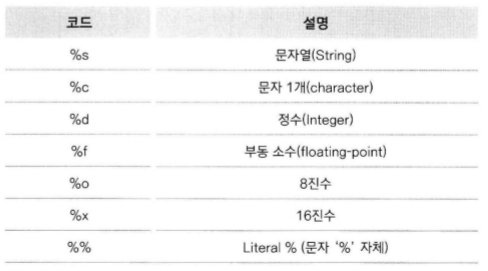 코드 설명
%s 문자열(String)
%c 문자 1개(character)
%d 정수(Integer)
%f 부동 소수(floating-point)
%o 8진수
%x 16진수
%% Literal % (문자 ‘%’ 자체)